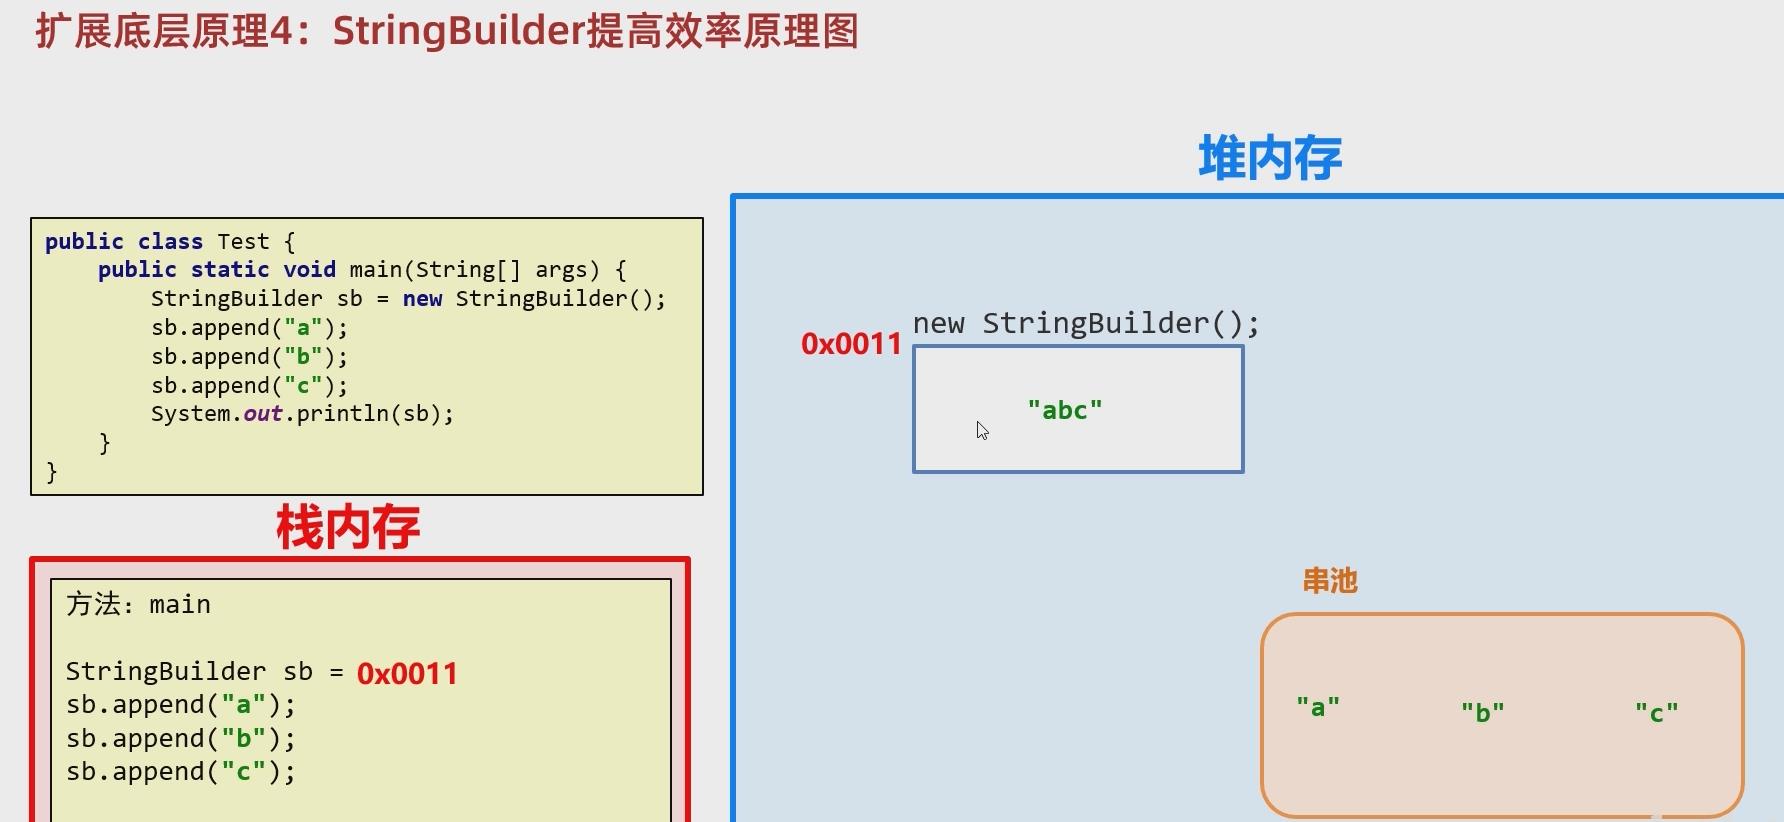 扩展底层原理4：StringBuilder提高效率原理图
堆内存
public class Test {
    public static void main(String[] args) {
        StringBuilder sb = new StringBuilder();
        sb.append("a");
        sb.append("b");
        sb.append("c");
        System.out.println(sb);
    }
}
new StringBuilder();
0x0011
"abc"
栈内存
方法：main
StringBuilder sb = 0x0011
sb.append("a");
sb.append("b");
sb.append("c");
串池
"a" "b" "c"